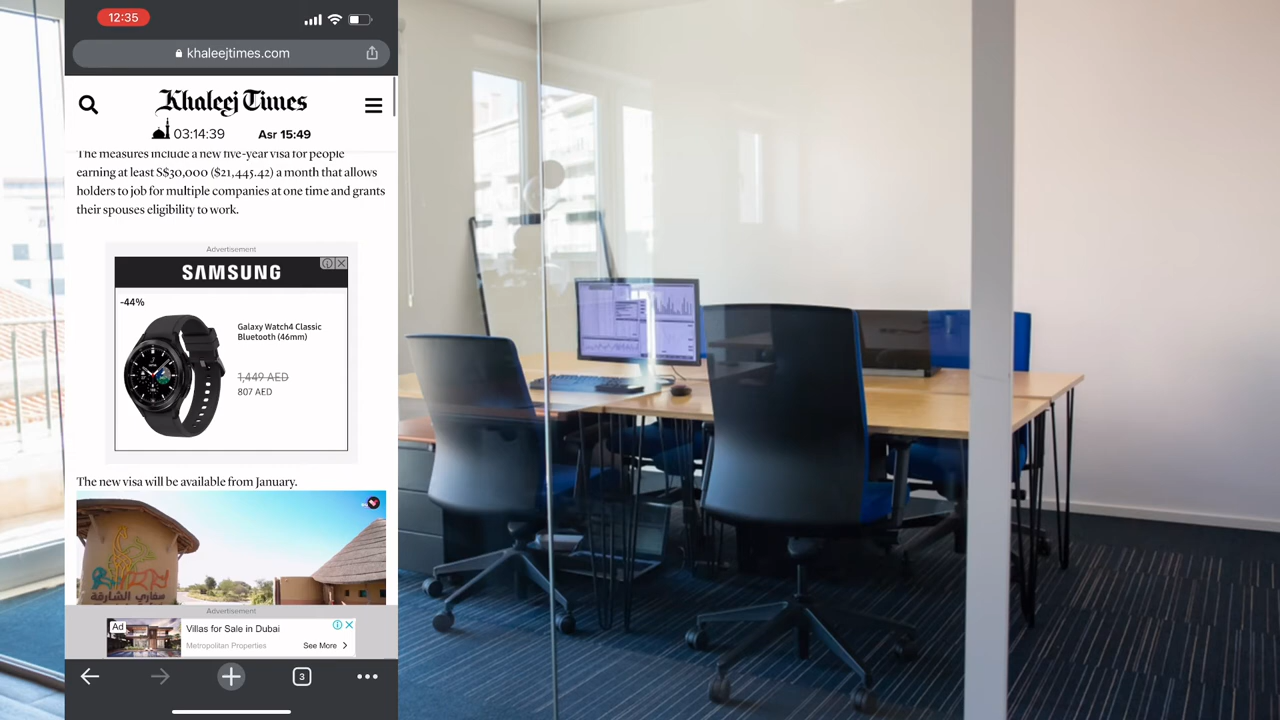 12:35
khaleejtimes.com
Khaleej Times
03:14:39 Asr 15:49
The measures include a new five-year visa for people
earning at least S$30,000 ($21,445.42) a month that allows
holders to job for multiple companies at one time and grants
their spouses eligibility to work.
Advertisement
SAMSUNG
-44%
Galaxy Watch4 Classic
Bluetooth (46mm)
1,449 AED
807 AED
The new visa will be available from January.
سفاري الشارقة
Advertisement
Ad
Villas for Sale in Dubai
Metropolitan Properties
See More
3